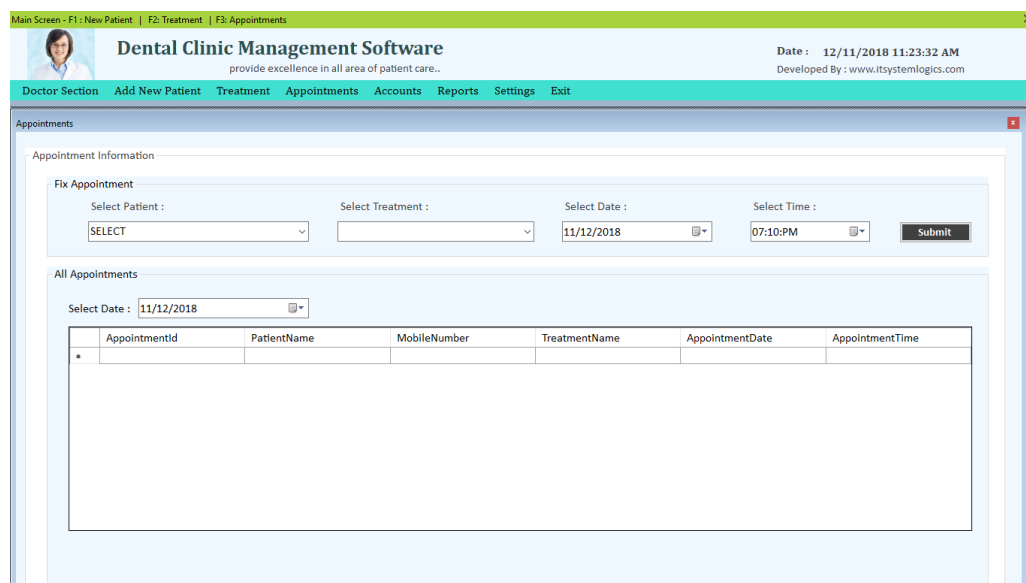 Main Screen - F1 : New Patient | F2: Treatment | F3: Appointments
Dental Clinic Management Software
provide excellence in all area of patient care..
Date : 12/11/2018 11:23:32 AM
Developed By : www.itsystemlogics.com
Doctor Section Add New Patient Treatment Appointments Accounts Reports Settings Exit
Appointments
x
Appointment Information
Fix Appointment
Select Patient : Select Treatment : Select Date : Select Time :
SELECT 11/12/2018 07:10:PM Submit
All Appointments
Select Date : 11/12/2018
AppointmentId PatientName MobileNumber TreatmentName AppointmentDate AppointmentTime
*